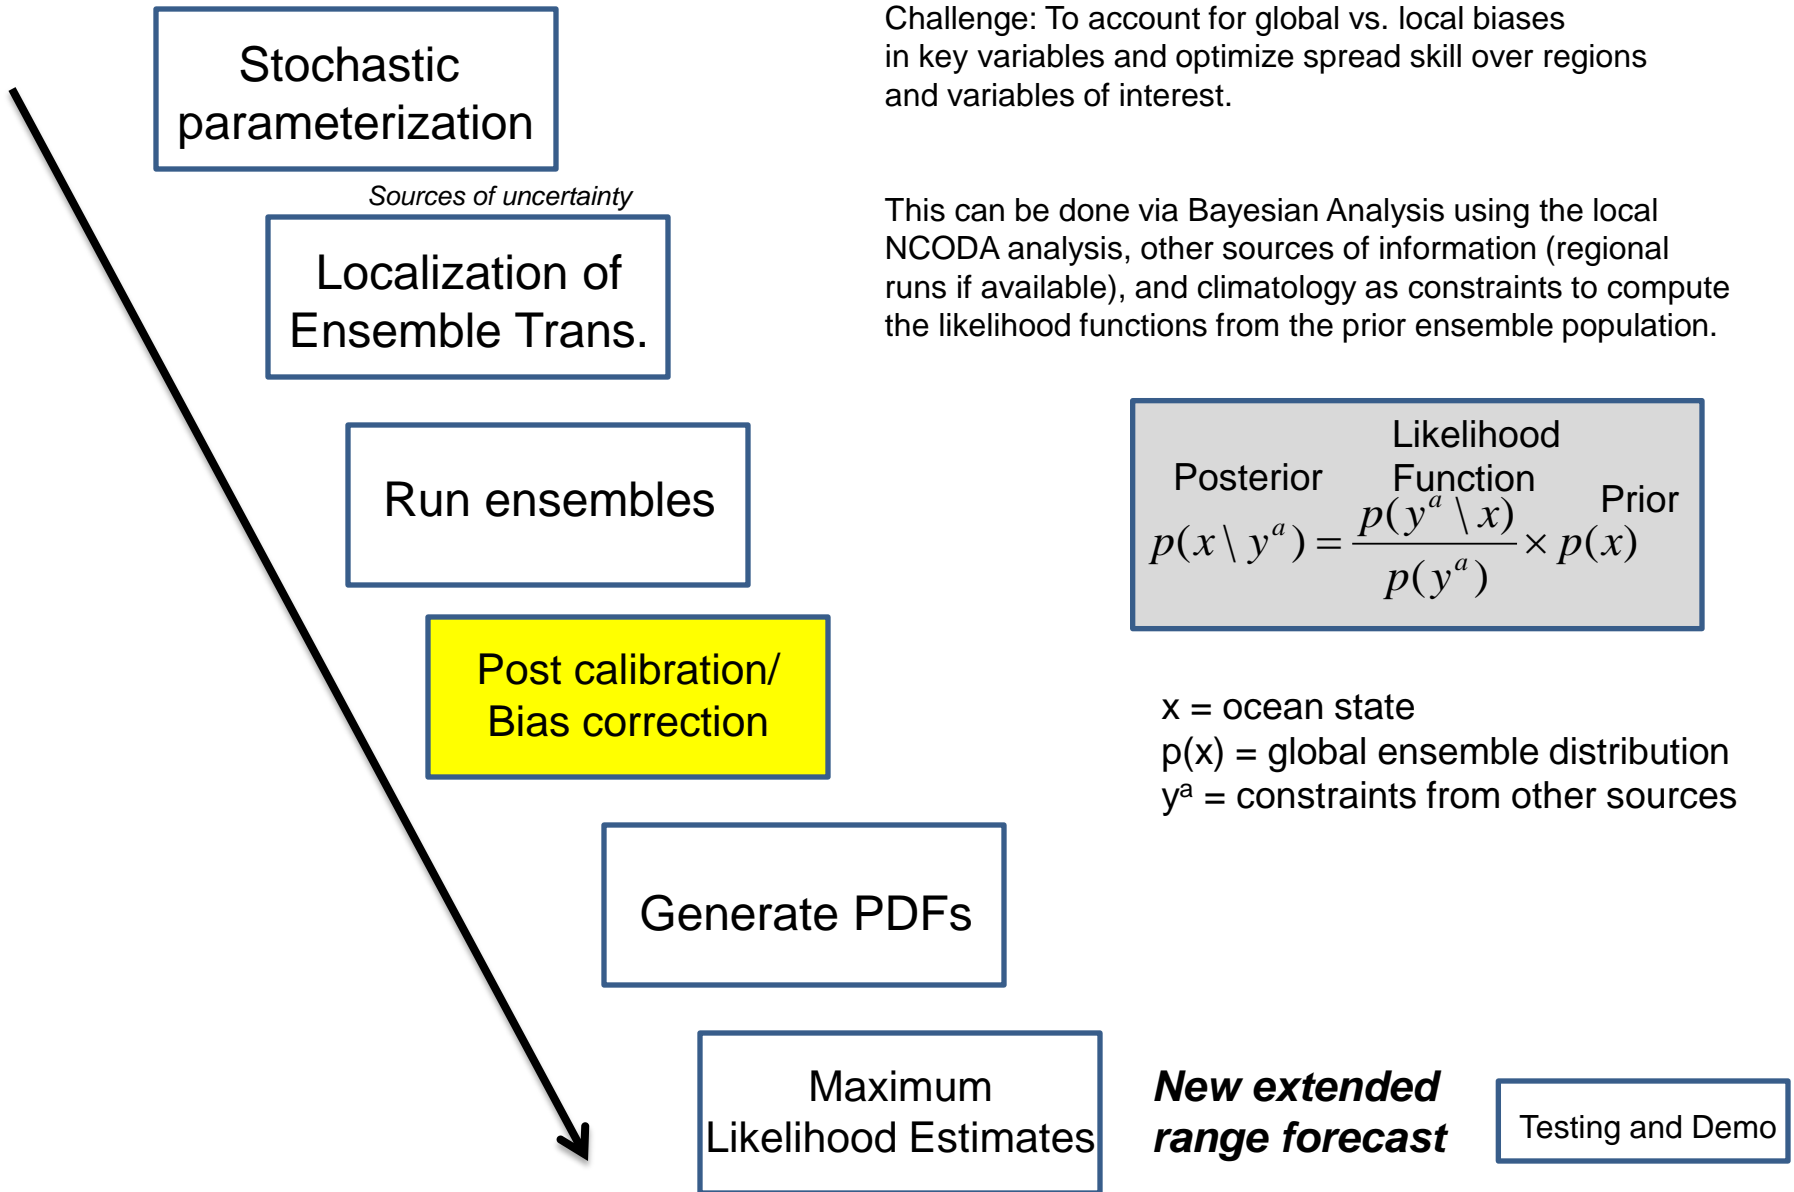 Stochastic
parameterization
Sources of uncertainty
Localization of
Ensemble Trans.
Run ensembles
Post calibration/
Bias correction
Generate PDFs
Maximum
Likelihood Estimates
New extended
range forecast
Testing and Demo
Challenge: To account for global vs. local biases
in key variables and optimize spread skill over regions
and variables of interest.
This can be done via Bayesian Analysis using the local
NCODA analysis, other sources of information (regional
runs if available), and climatology as constraints to compute
the likelihood functions from the prior ensemble population.
Likelihood
Posterior Function Prior
p(x \ yᵃ) = p(yᵃ \ x) / p(yᵃ) × p(x)
x = ocean state
p(x) = global ensemble distribution
yᵃ = constraints from other sources